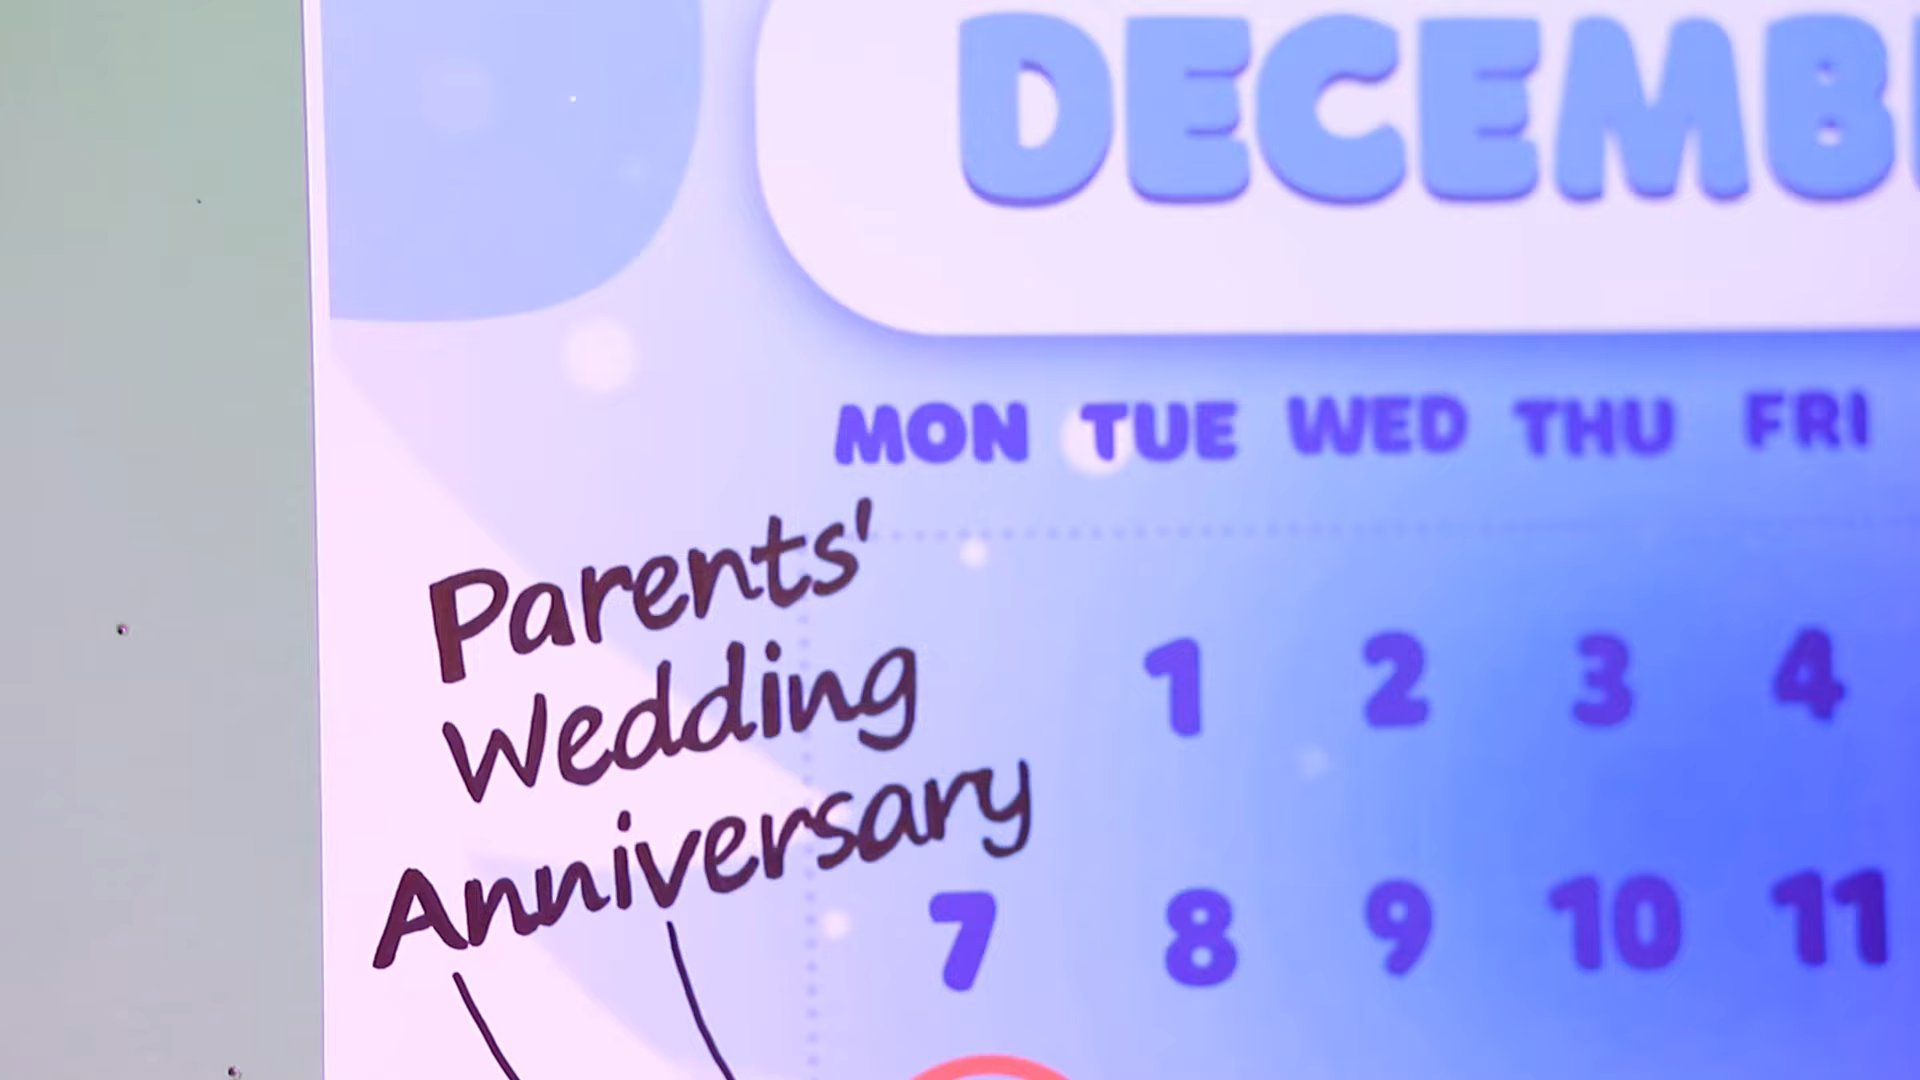 DECEMB
MON TUE WED THU FRI
Parents'
Wedding
Anniversary
1 2 3 4
7 8 9 10 11